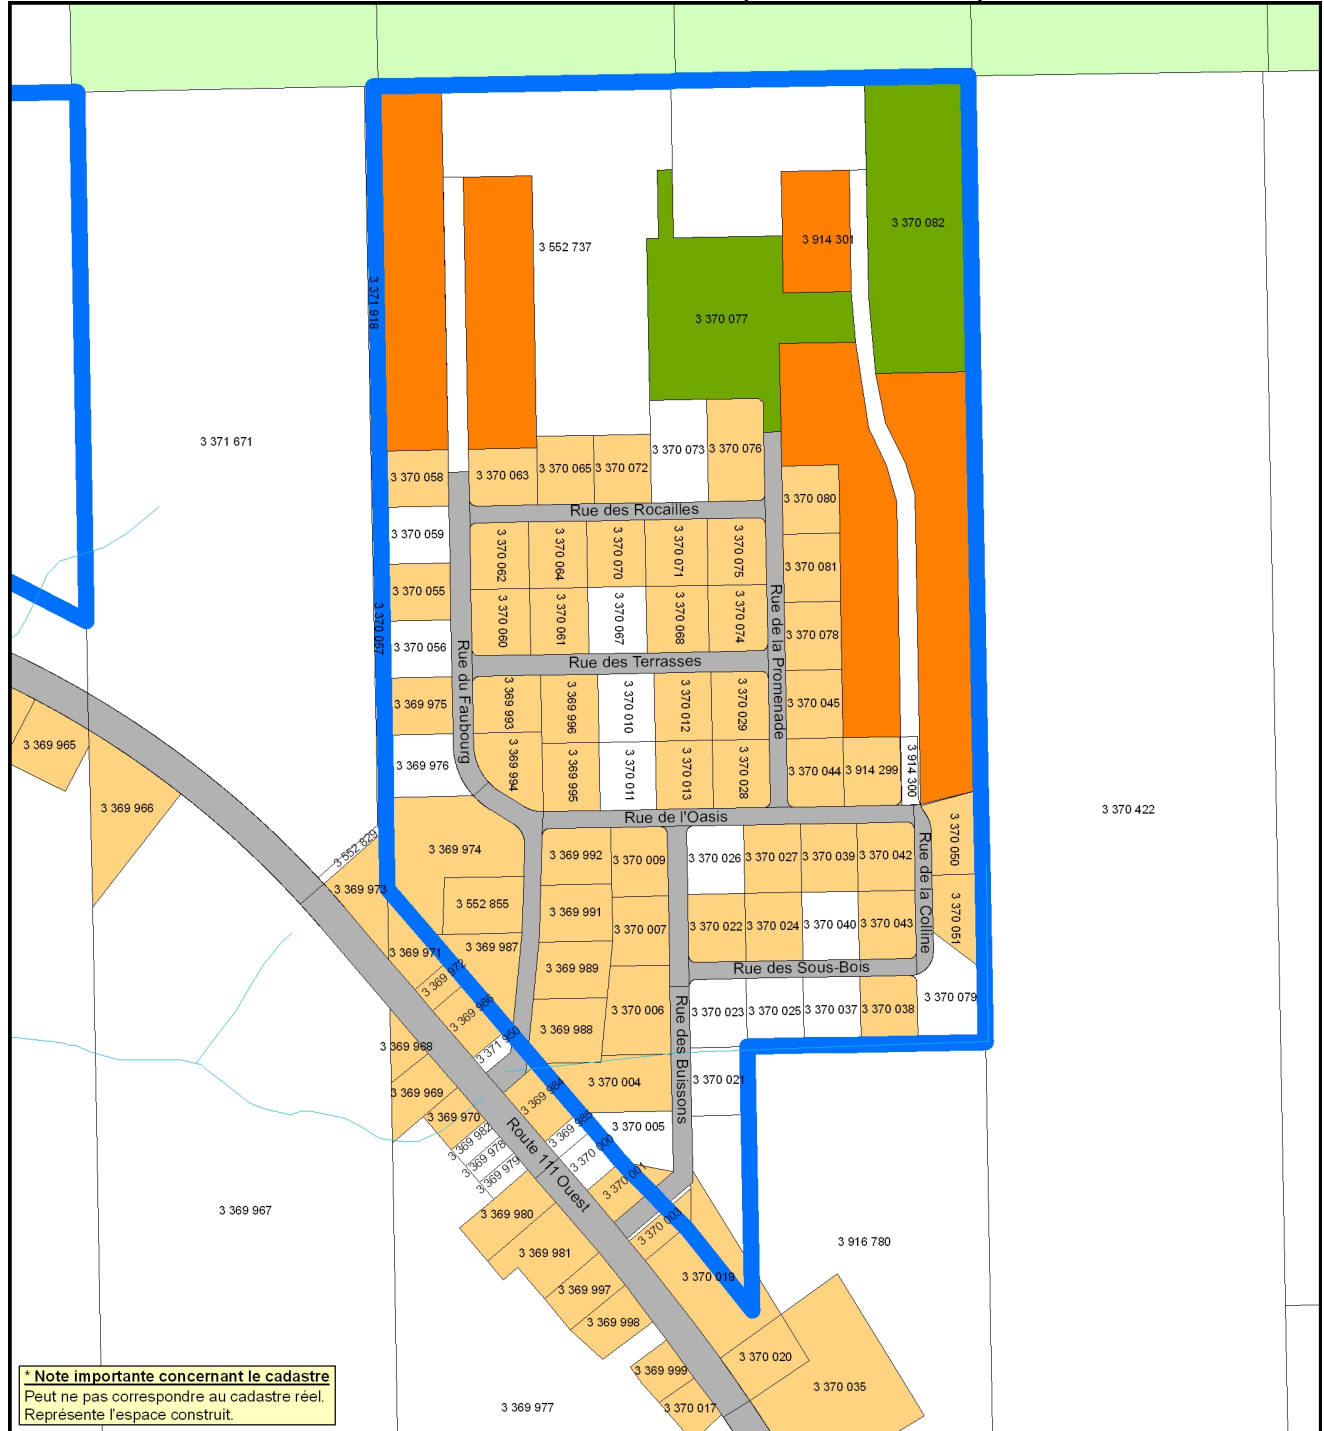 3 370 082
3 914 301
3 552 737
3 371 918
3 370 077
3 371 671
3 370 073
3 370 076
3 370 058
3 370 063
3 370 065
3 370 072
3 370 080
Rue des Rocailles
3 370 059
3 370 062
3 370 064
3 370 070
3 370 071
3 370 075
3 370 081
3 370 055
3 370 057
3 370 060
3 370 061
3 370 067
3 370 068
3 370 074
Rue de la Promenade
3 370 078
3 370 056
Rue du Faubourg
Rue des Terrasses
3 369 975
3 369 993
3 369 996
3 370 010
3 370 012
3 370 029
3 370 045
3 369 965
3 369 976
3 369 994
3 369 995
3 370 011
3 370 013
3 370 028
3 370 044
3 914 299
3 914 300
3 369 966
3 370 422
Rue de l'Oasis
3 552 829
3 369 974
3 369 992
3 370 009
3 370 026
3 370 027
3 370 039
3 370 042
Rue de la Colline
3 370 050
3 369 973
3 552 855
3 369 991
3 370 007
3 370 022
3 370 024
3 370 040
3 370 043
3 370 051
3 369 971
3 369 987
3 369 972
3 369 989
Rue des Sous-Bois
3 370 079
3 369 986
3 369 988
3 370 006
3 370 023
3 370 025
3 370 037
3 370 038
3 369 968
3 371 950
Rue des Buissons
3 370 004
3 370 021
3 369 969
3 369 984
3 369 970
3 369 985
3 370 005
3 369 982
3 369 978
3 369 979
3 370 000
Route 111 Ouest
3 370 001
3 369 967
3 369 980
3 370 003
3 369 981
3 916 780
3 370 019
3 369 997
3 369 998
3 370 020
3 369 999
3 370 035
3 369 977
3 370 017
* Note importante concernant le cadastre
Peut ne pas correspondre au cadastre réel.
Représente l'espace construit.